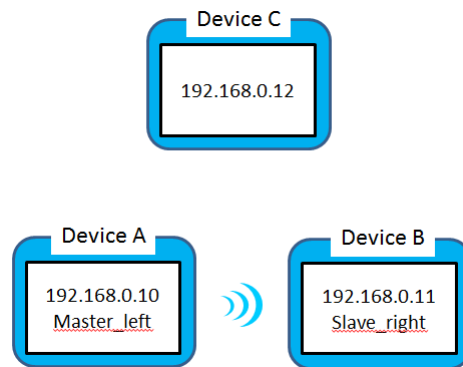 Device C
192.168.0.12
Device A
192.168.0.10
Master_left
Device B
192.168.0.11
Slave_right